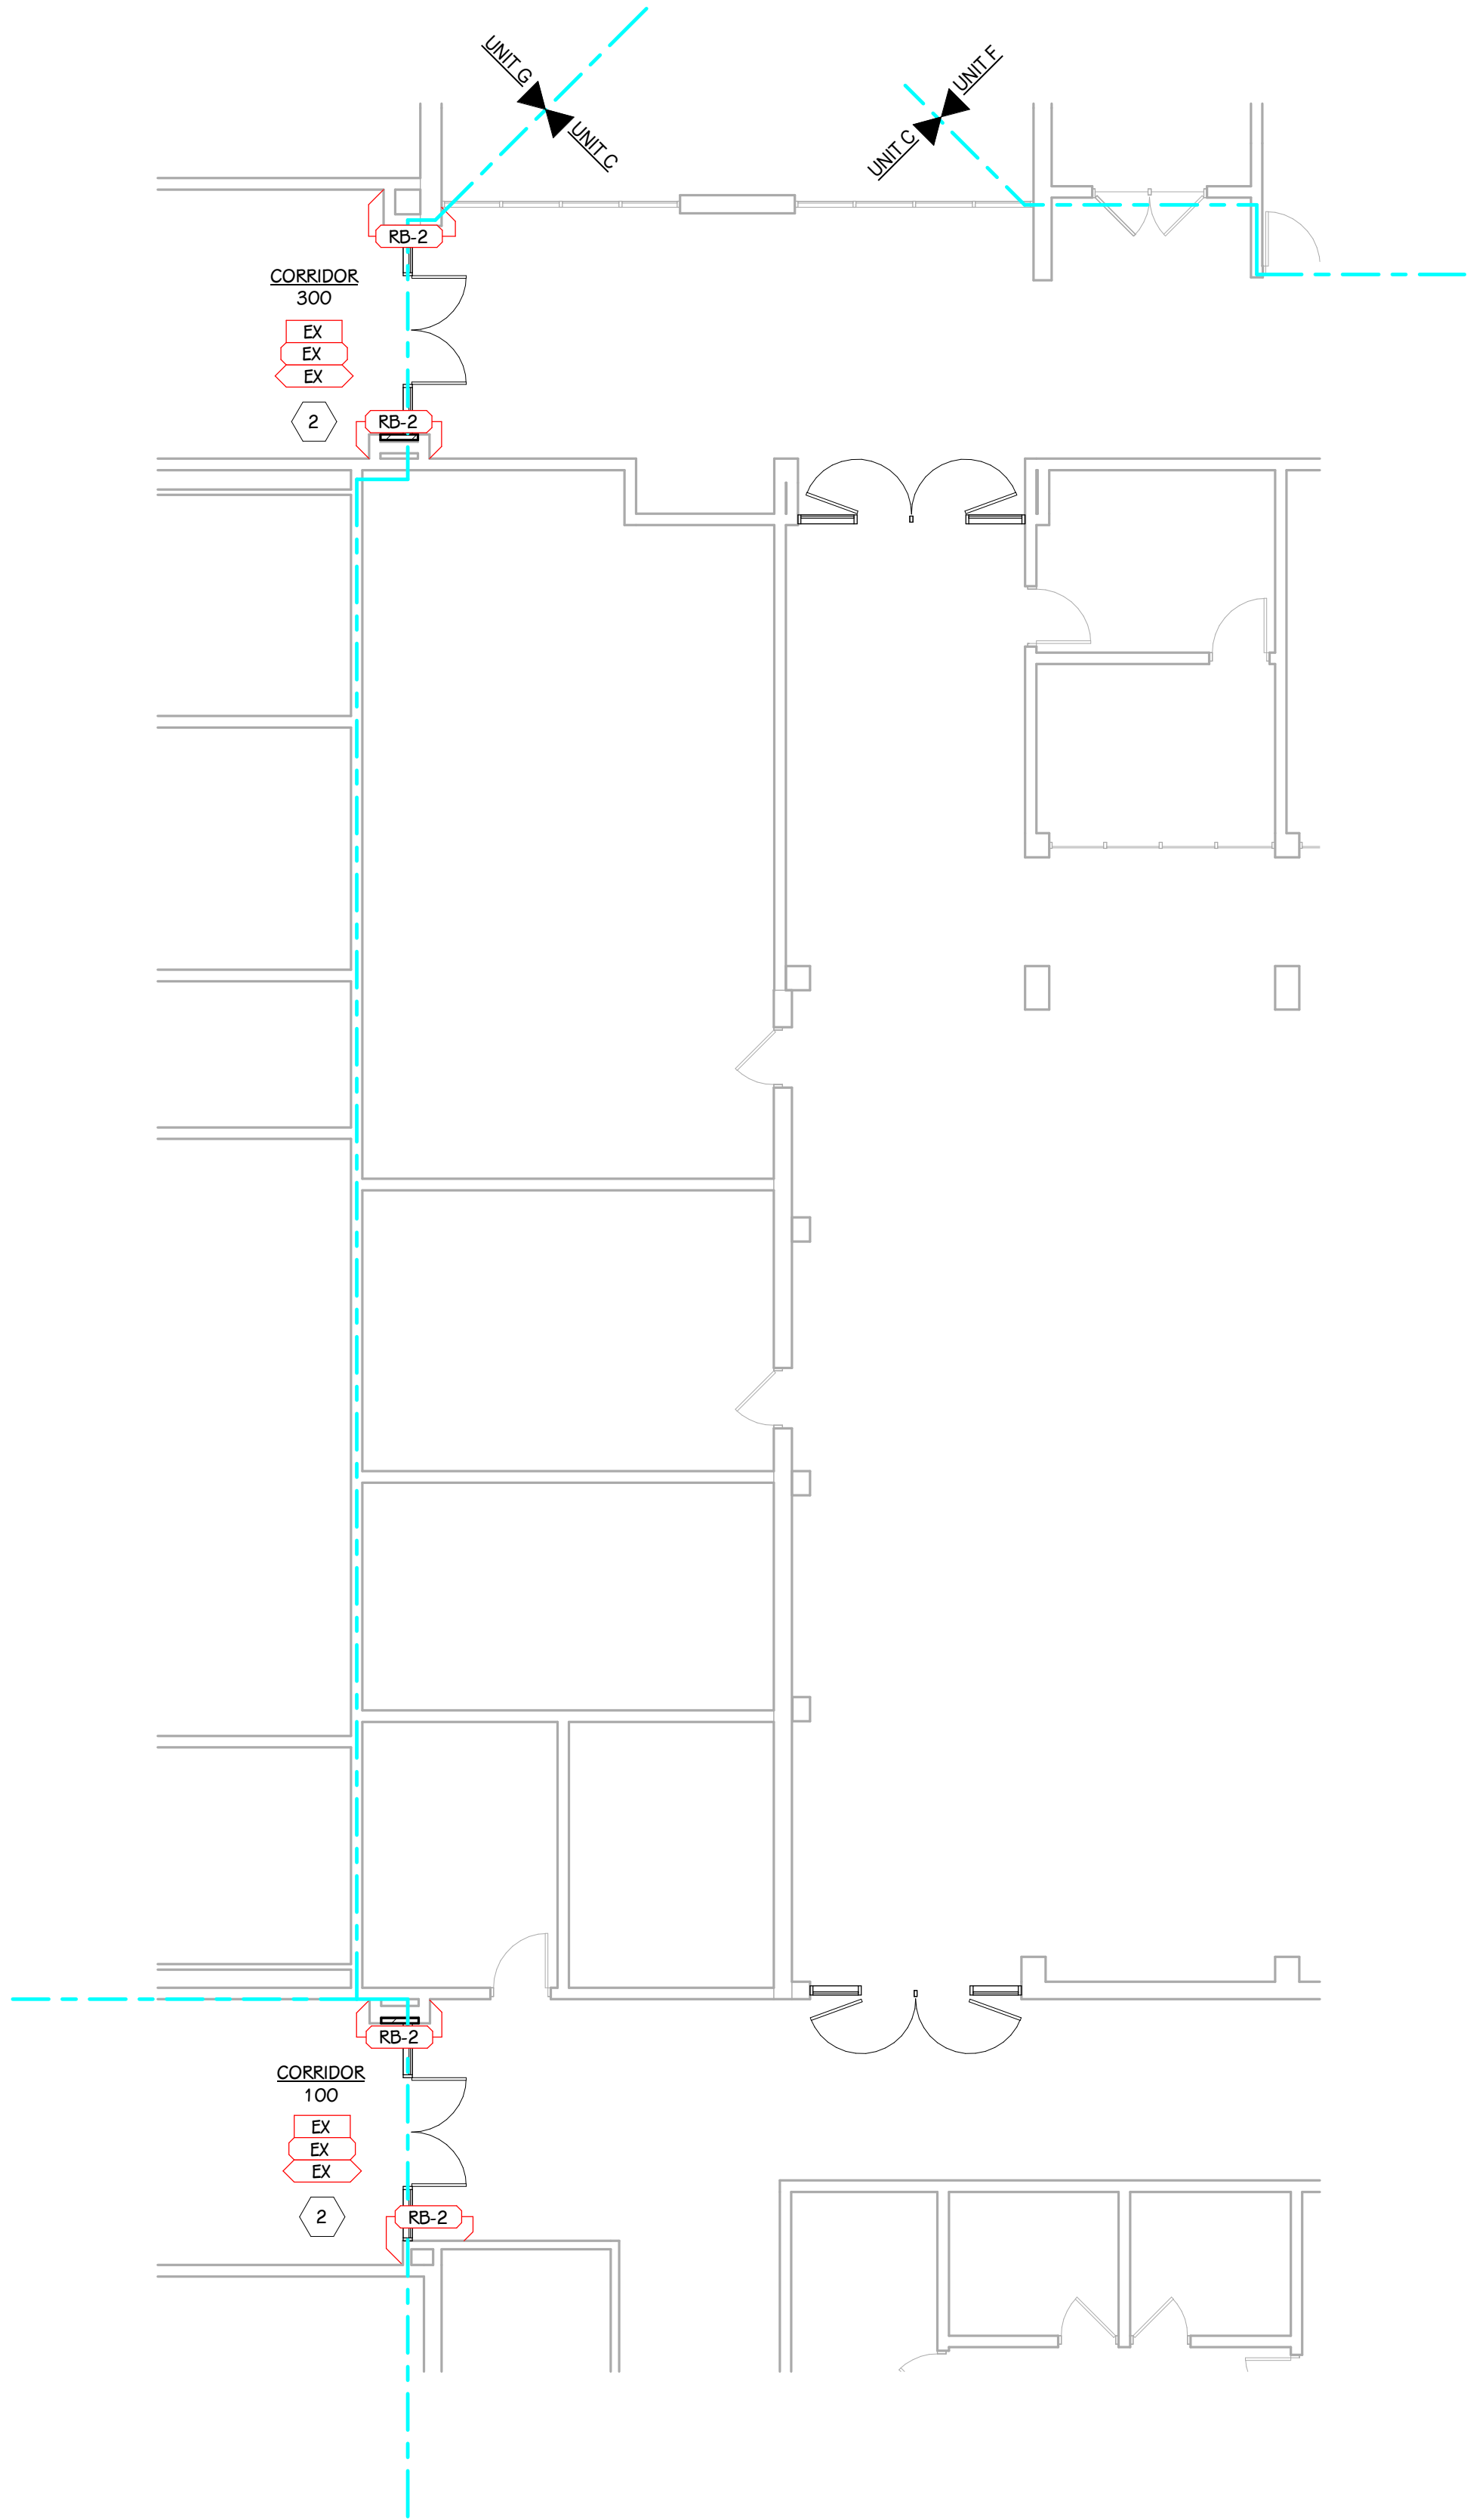 UNIT G
UNIT C
UNIT F
UNIT C
RB-2
CORRIDOR
300
EX
EX
EX
2
RB-2
RB-2
CORRIDOR
100
EX
EX
EX
2
RB-2